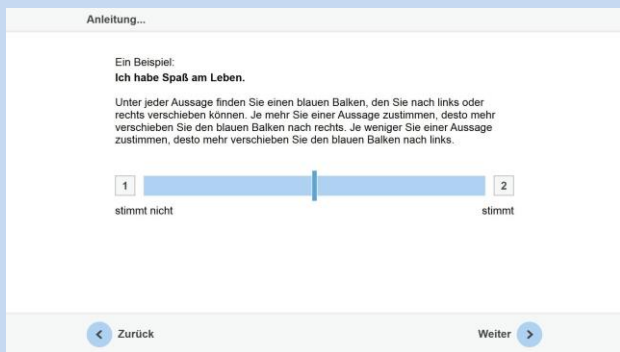 Anleitung...
Ein Beispiel:
Ich habe Spaß am Leben.
Unter jeder Aussage finden Sie einen blauen Balken, den Sie nach links oder
rechts verschieben können. Je mehr Sie einer Aussage zustimmen, desto mehr
verschieben Sie den blauen Balken nach rechts. Je weniger Sie einer Aussage
zustimmen, desto mehr verschieben Sie den blauen Balken nach links.
1 2
stimmt nicht stimmt
Zurück Weiter